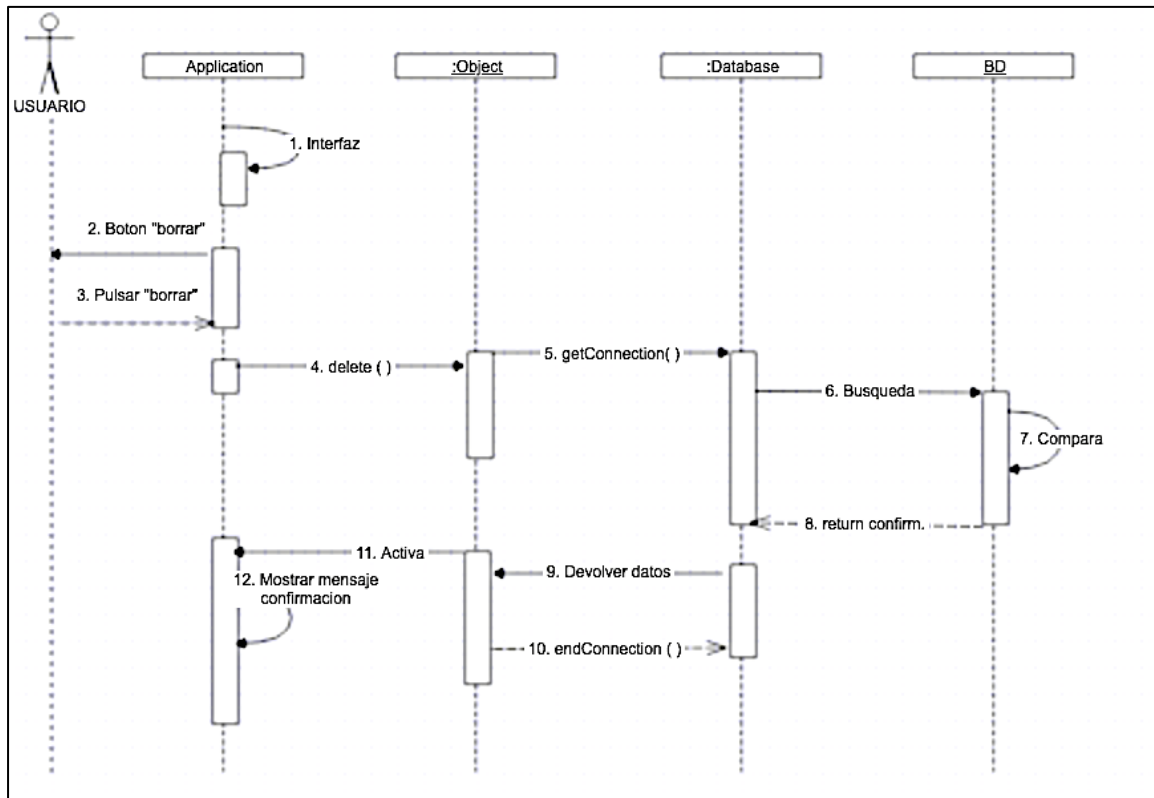 USUARIO
Application
:Object
:Database
BD
1. Interfaz
2. Boton "borrar"
3. Pulsar "borrar"
4. delete ( )
5. getConnection( )
6. Busqueda
7. Compara
8. return confirm.
11. Activa
9. Devolver datos
12. Mostrar mensaje
confirmacion
10. endConnection ( )